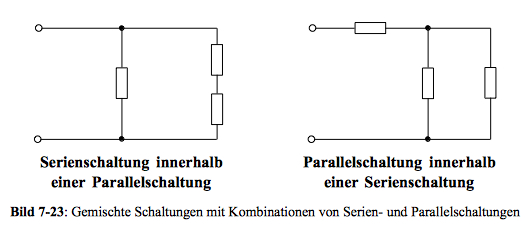 Serienschaltung innerhalb
einer Parallelschaltung
Parallelschaltung innerhalb
einer Serienschaltung
Bild 7-23: Gemischte Schaltungen mit Kombinationen von Serien- und Parallelschaltungen